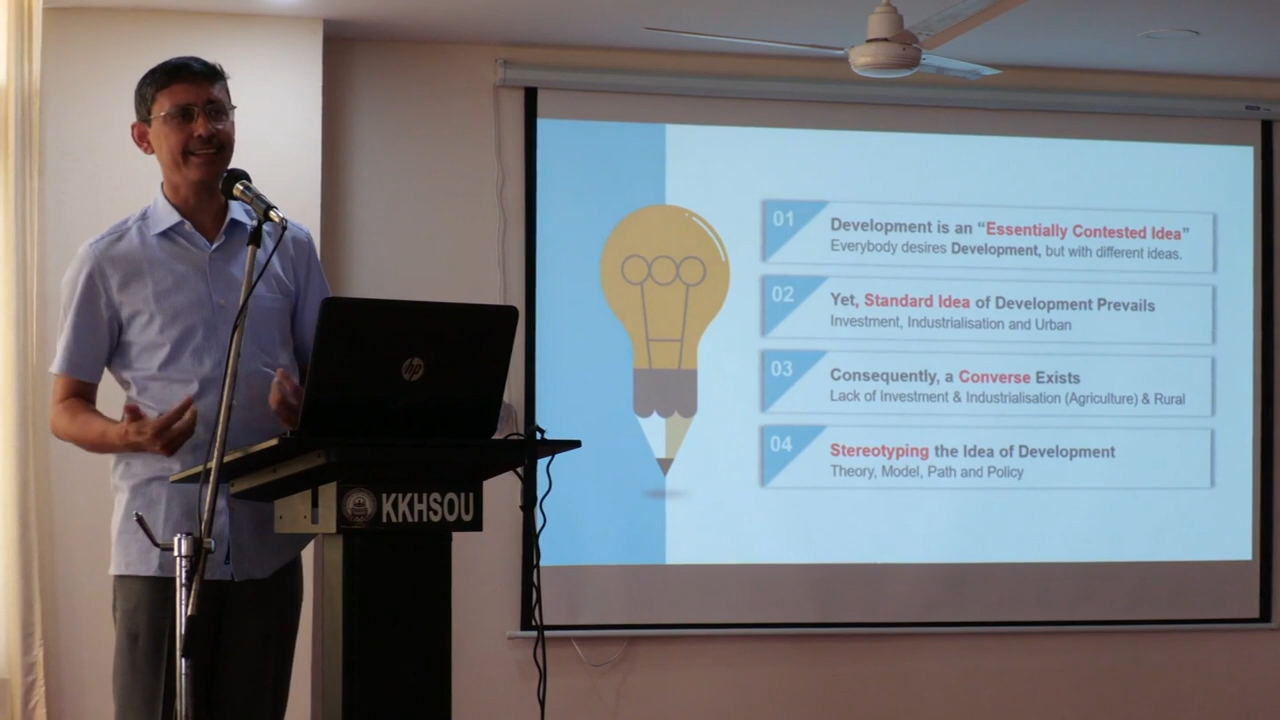 01
Development is an “Essentially Contested Idea”
Everybody desires Development, but with different ideas.
02
Yet, Standard Idea of Development Prevails
Investment, Industrialisation and Urban
03
Consequently, a Converse Exists
Lack of Investment & Industrialisation (Agriculture) & Rural
04
Stereotyping the Idea of Development
Theory, Model, Path and Policy
hp
KKHSOU